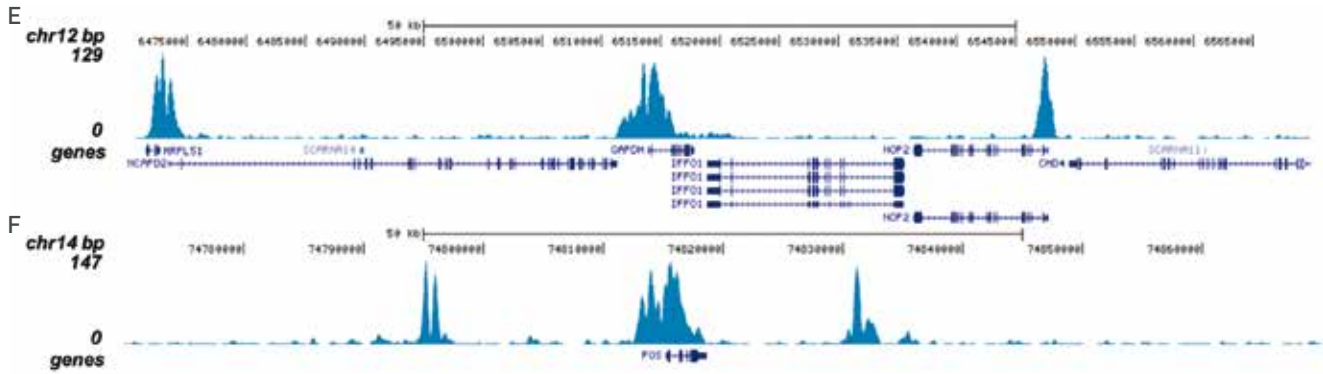 E
50 kb
chr12 bp
6475000| 6480000| 6485000| 6490000| 6495000| 6500000| 6505000| 6510000| 6515000| 6520000| 6525000| 6530000| 6535000| 6540000| 6545000| 6550000| 6555000| 6560000| 6565000|
129
0
genes
MRPL51 SCARNA10 GAPDH NOP2 SCARNA11
NCAPD2 IFFO1 CHD4
IFFO1
IFFO1
IFFO1
NOP2
F
50 kb
chr14 bp
74780000| 74790000| 74800000| 74810000| 74820000| 74830000| 74840000| 74850000| 74860000|
147
0
genes
FOS